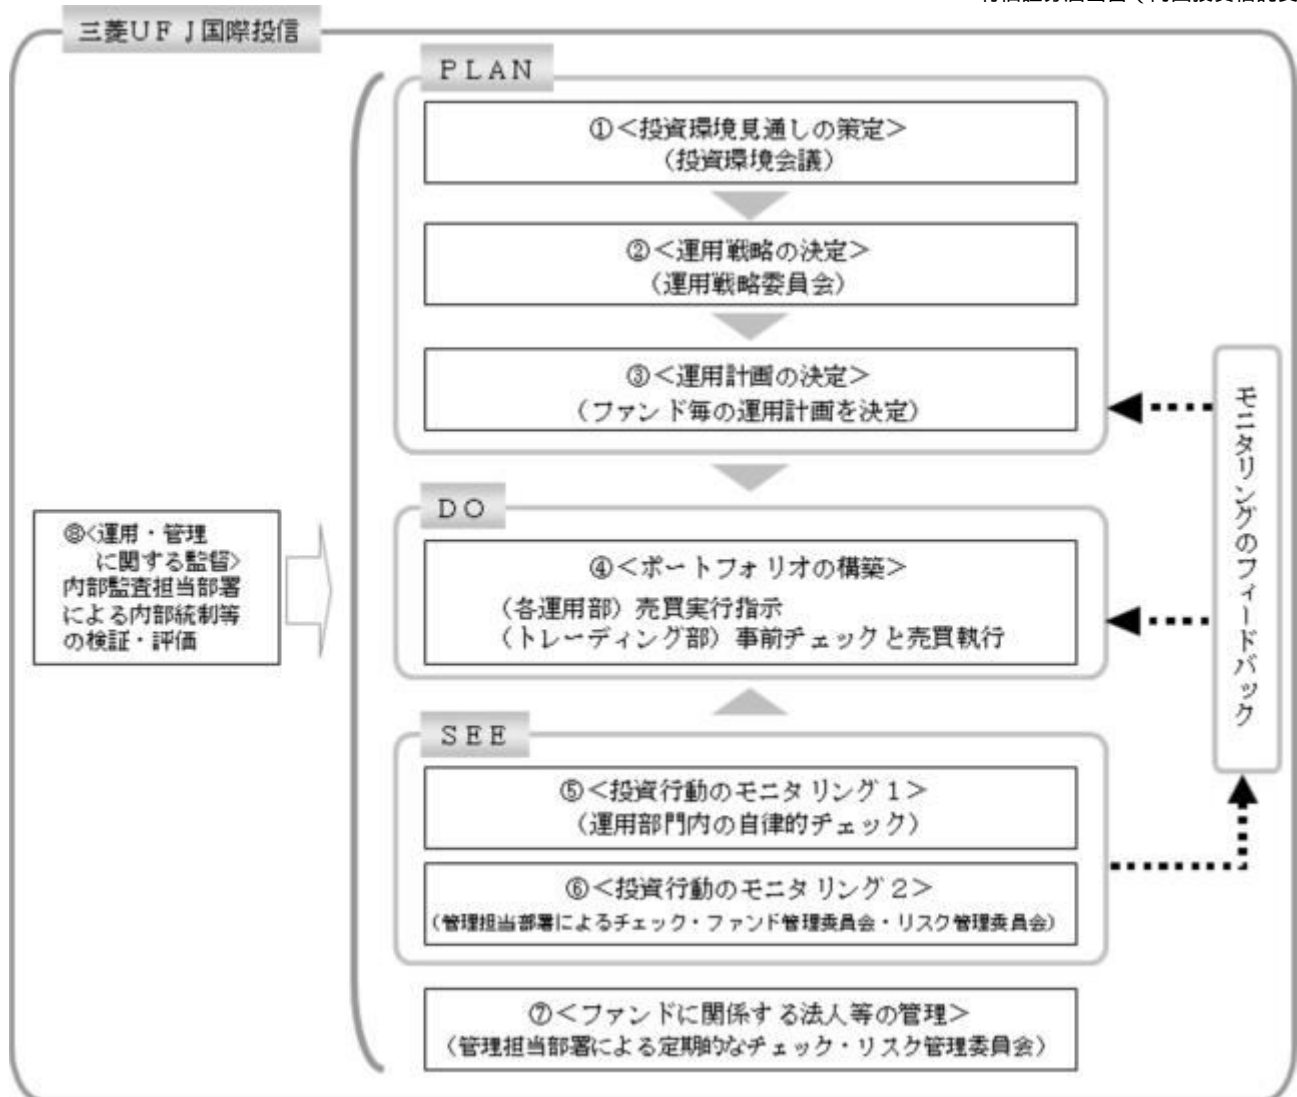 三菱ＵＦＪ国際投信
ＰＬＡＮ
①＜投資環境見通しの策定＞
（投資環境会議）
②＜運用戦略の決定＞
（運用戦略委員会）
③＜運用計画の決定＞
（ファンド毎の運用計画を決定）
ＤＯ
④＜ポートフォリオの構築＞
（各運用部）売買実行指示
（トレーディング部）事前チェックと売買執行
ＳＥＥ
⑤＜投資行動のモニタリング１＞
（運用部門内の自律的チェック）
⑥＜投資行動のモニタリング２＞
（管理担当部署によるチェック・ファンド管理委員会・リスク管理委員会）
⑦＜ファンドに関係する法人等の管理＞
（管理担当部署による定期的なチェック・リスク管理委員会）
⑧＜運用・管理
に関する監督＞
内部監査担当部署
による内部統制等
の検証・評価
モニタリングのフィードバック